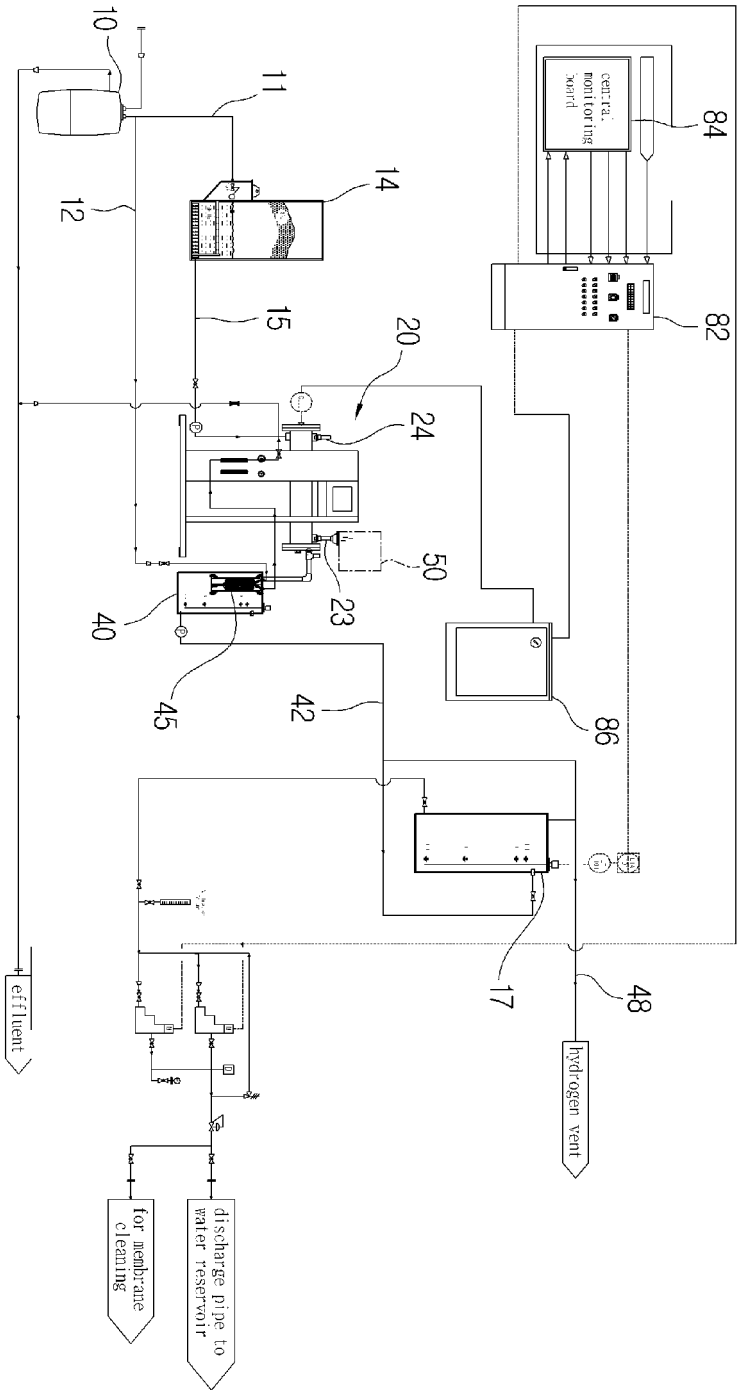 central
monitoring
board
84
82
10
11
14
12
15
20
24
50
23
40
45
42
86
17
48
P
P
effluent
hydrogen vent
discharge pipe to
water reservoir
for membrane
cleaning